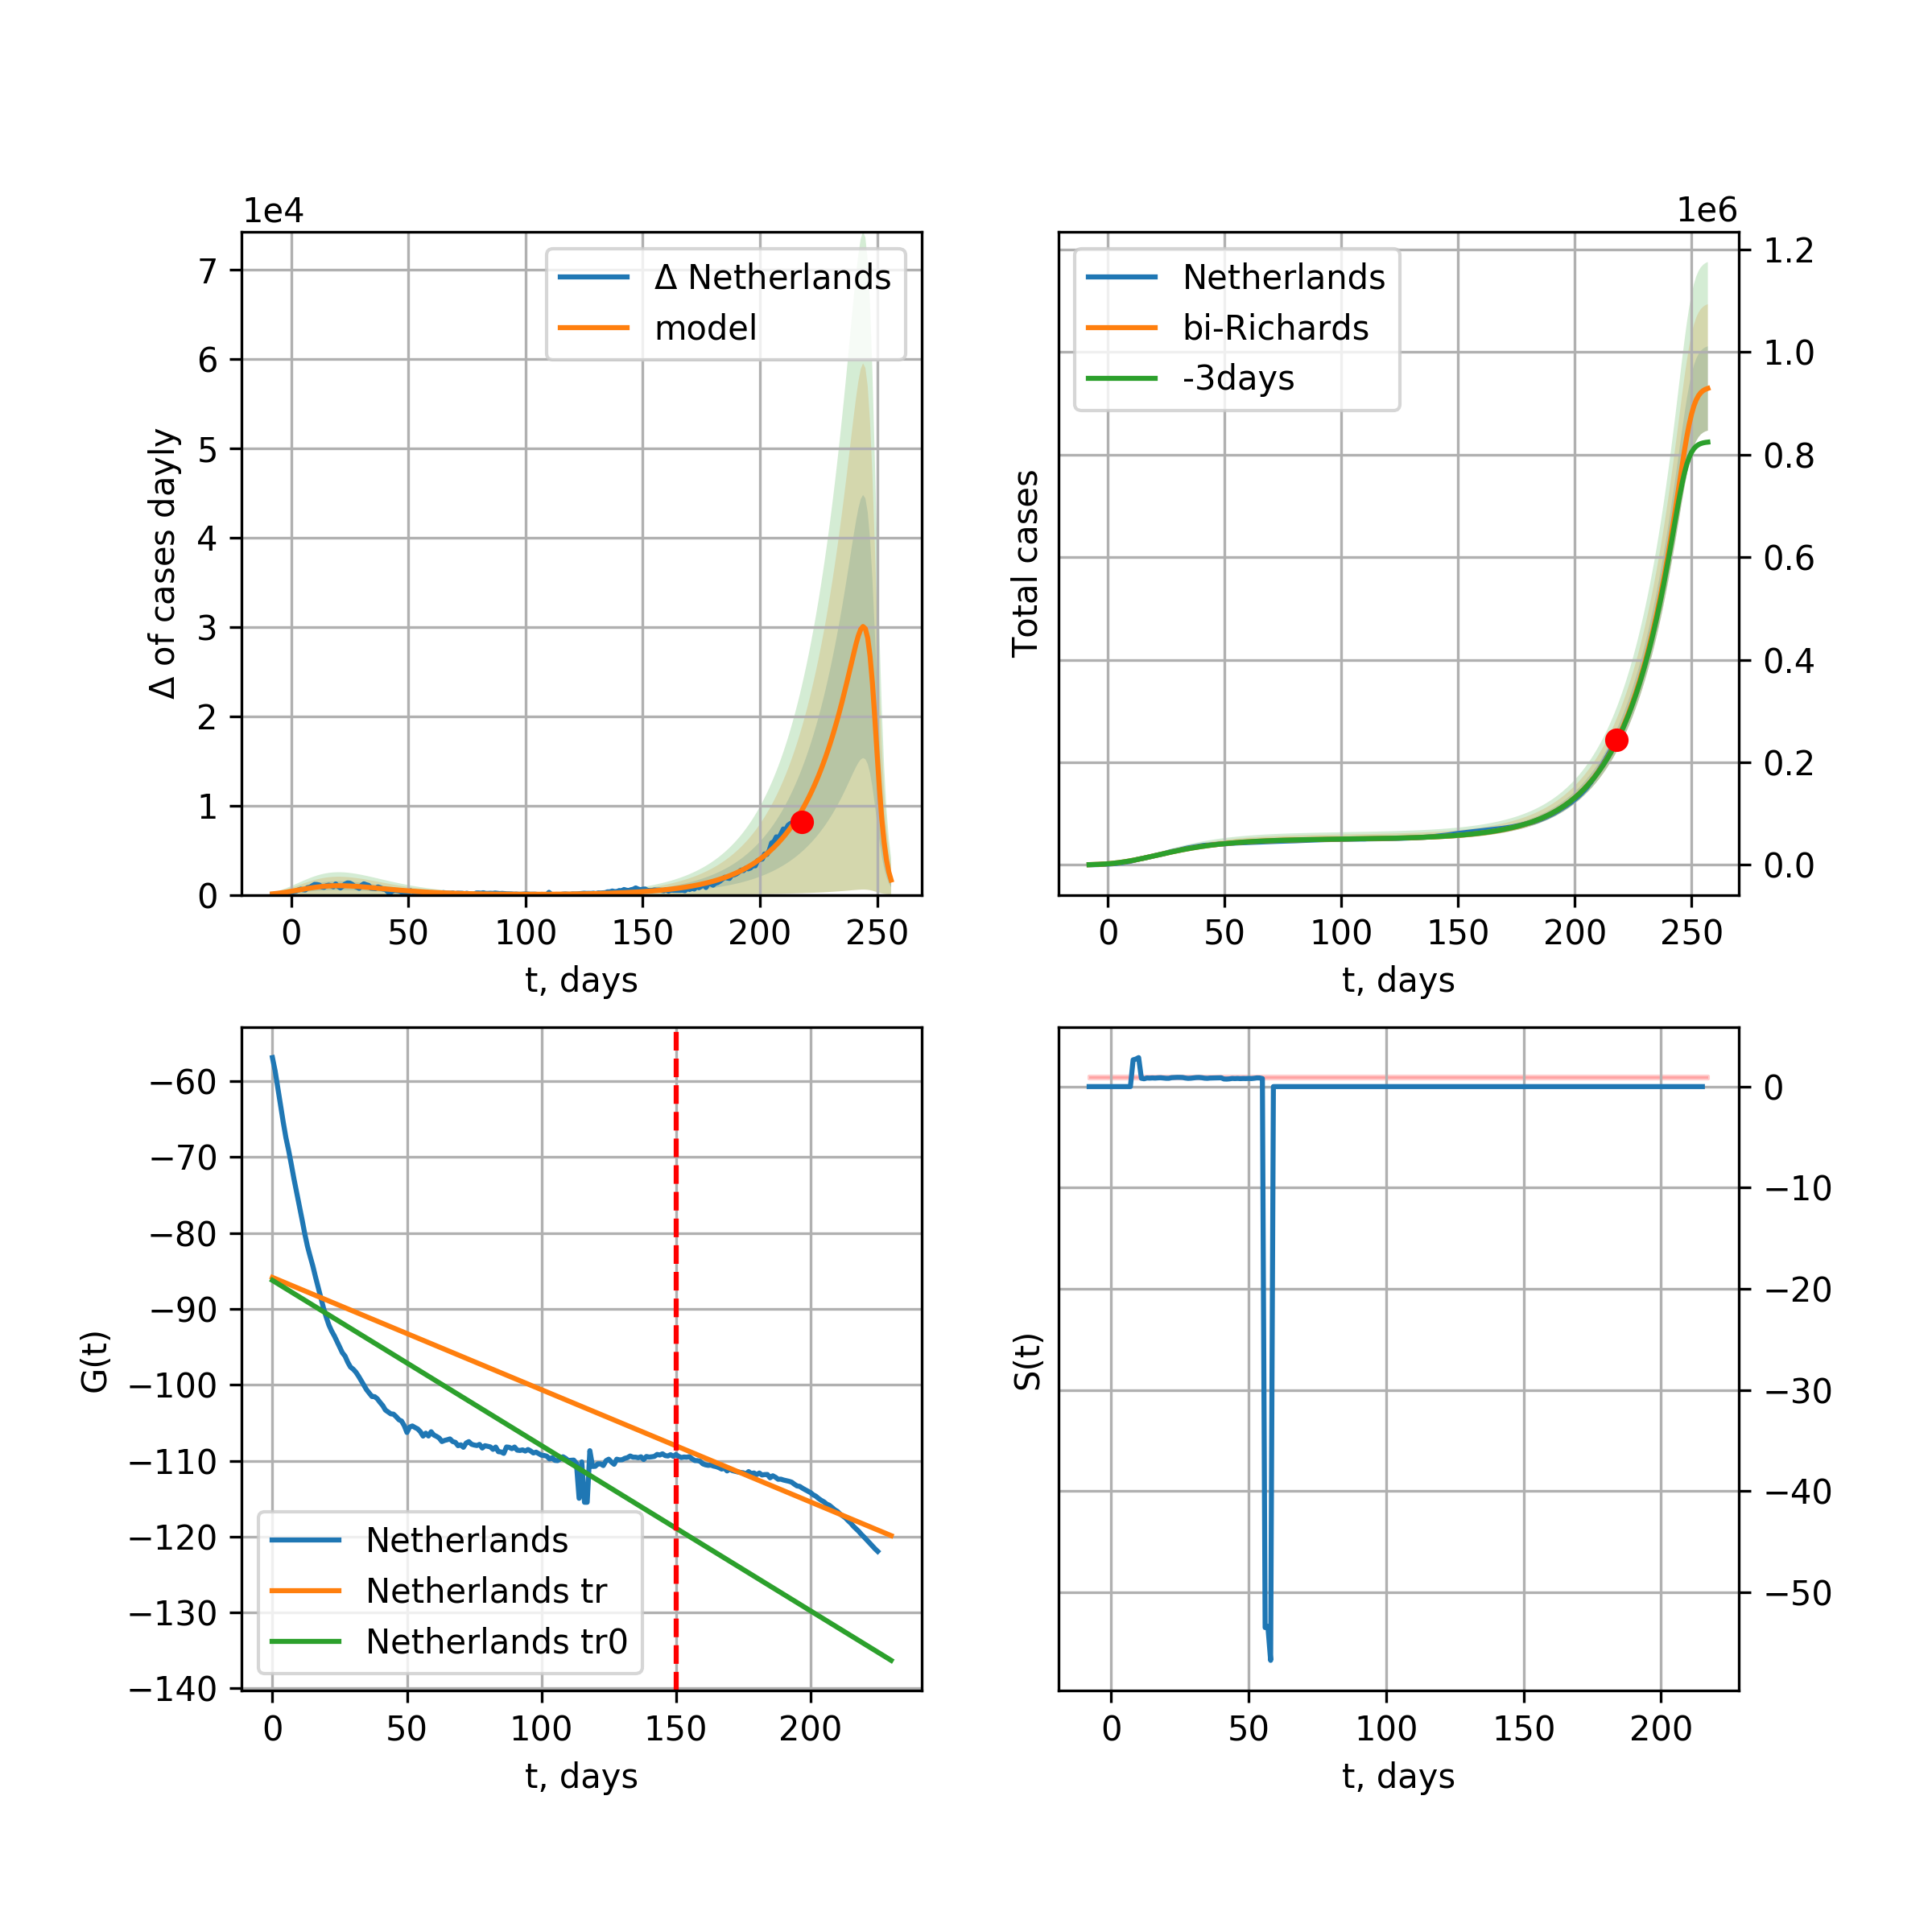 1e4
Δ of cases dayly
7
6
5
4
3
2
1
0
Δ Netherlands
model
0 50 100 150 200 250
t, days
1e6
Total cases
Netherlands
bi-Richards
-3days
1.2
1.0
0.8
0.6
0.4
0.2
0.0
0 50 100 150 200 250
t, days
G(t)
−60
−70
−80
−90
−100
−110
−120
−130
−140
Netherlands
Netherlands tr
Netherlands tr0
0 50 100 150 200
t, days
S(t)
0
−10
−20
−30
−40
−50
0 50 100 150 200
t, days